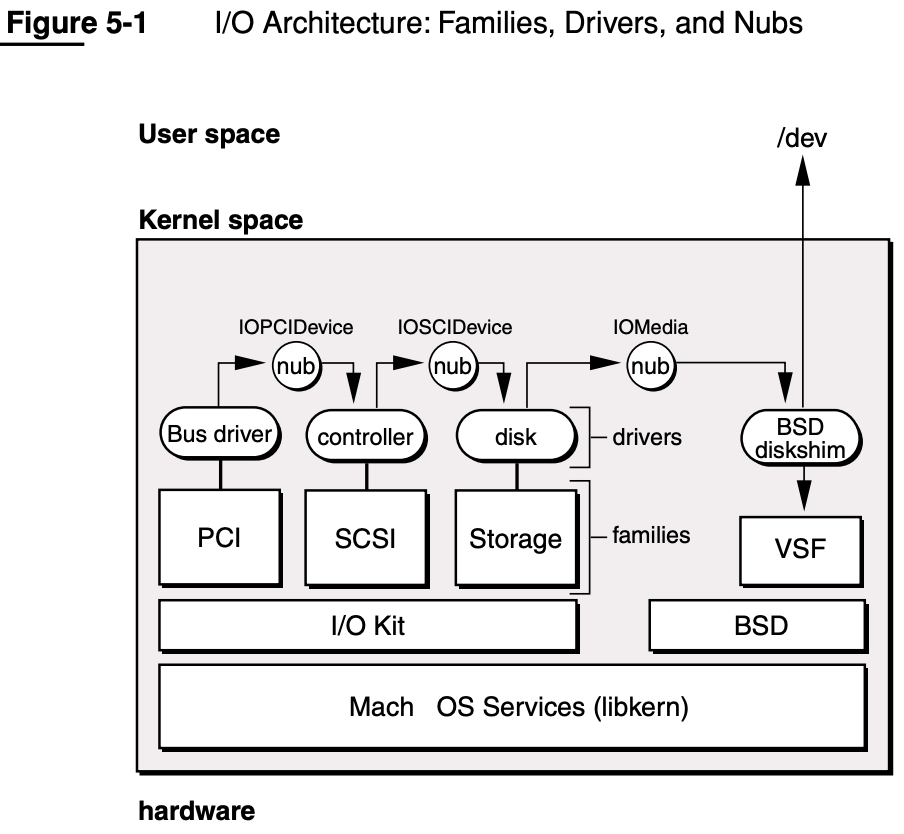 Figure 5-1 I/O Architecture: Families, Drivers, and Nubs
User space
/dev
Kernel space
IOPCIDevice
IOSCIDevice
IOMedia
nub
nub
nub
Bus driver
controller
disk
drivers
BSD
diskshim
PCI
SCSI
Storage
families
VSF
I/O Kit
BSD
Mach OS Services (libkern)
hardware